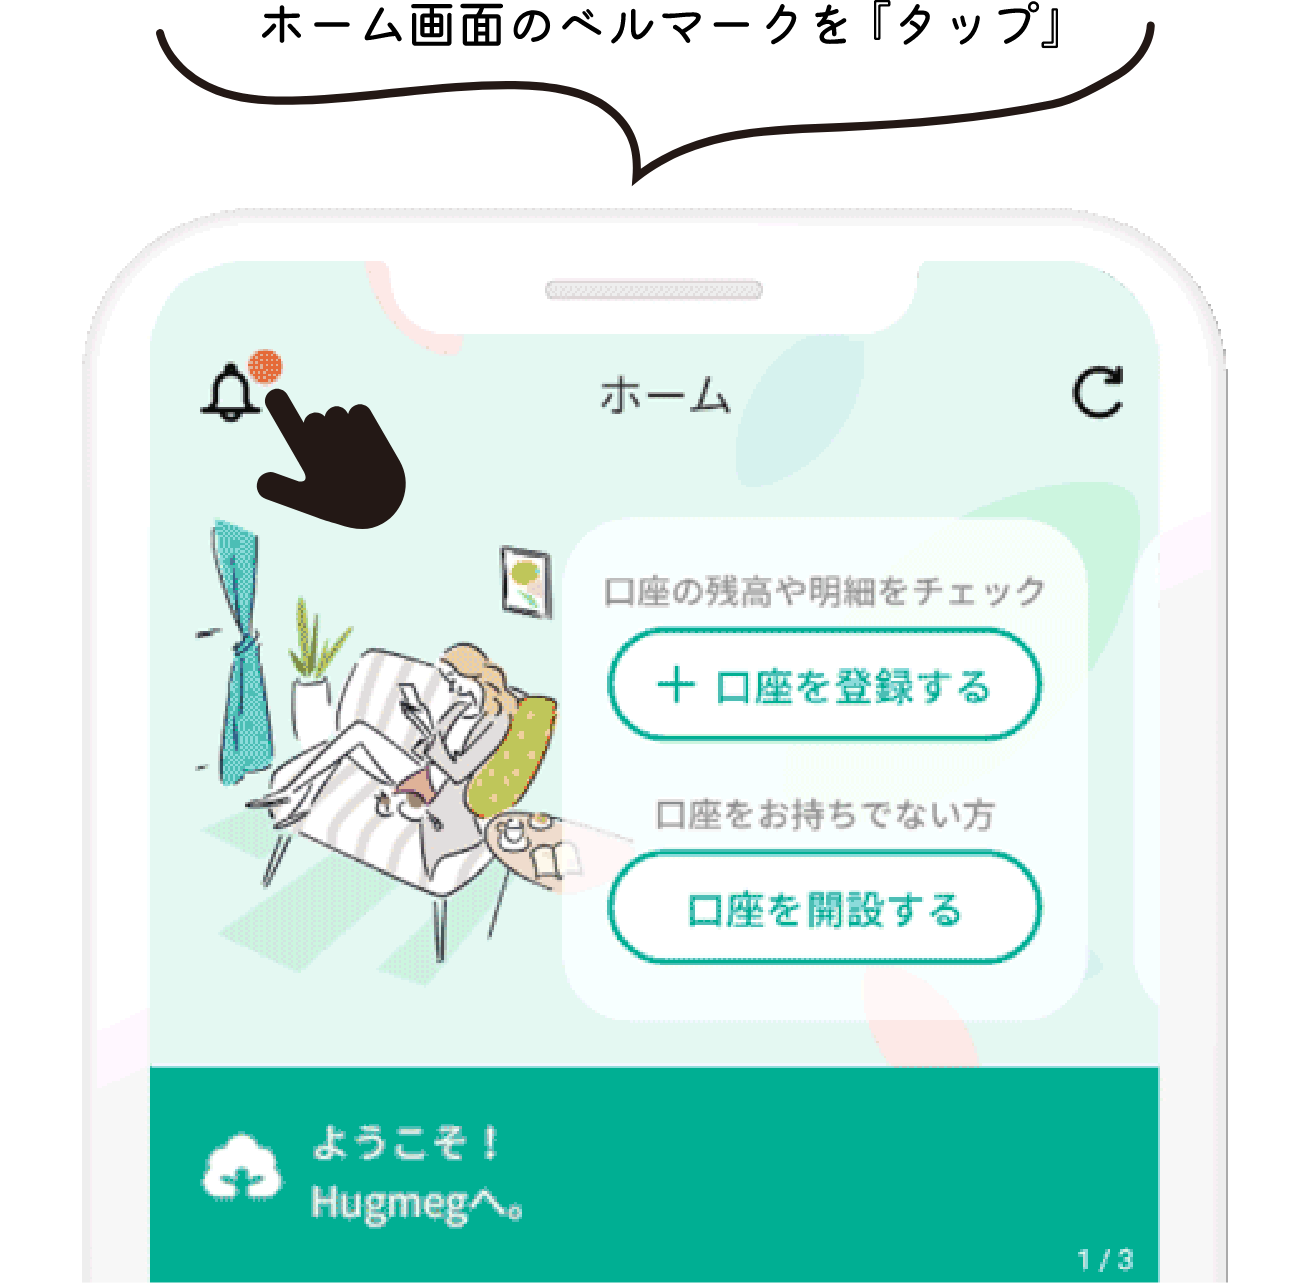 ホーム画面のベルマークを『タップ』
ホーム
口座の残高や明細をチェック
＋ 口座を登録する
口座をお持ちでない方
口座を開設する
ようこそ！
Hugmegへ。
1 / 3